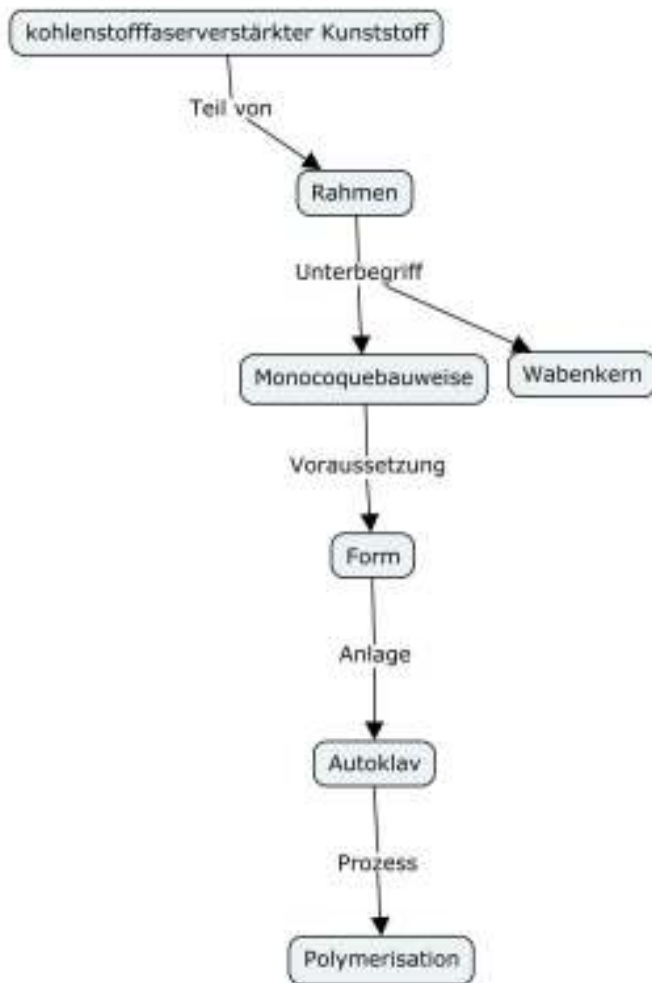 kohlenstofffaserverstärkter Kunststoff
Teil von
Rahmen
Unterbegriff
Monocoquebauweise
Wabenkern
Voraussetzung
Form
Anlage
Autoklav
Prozess
Polymerisation